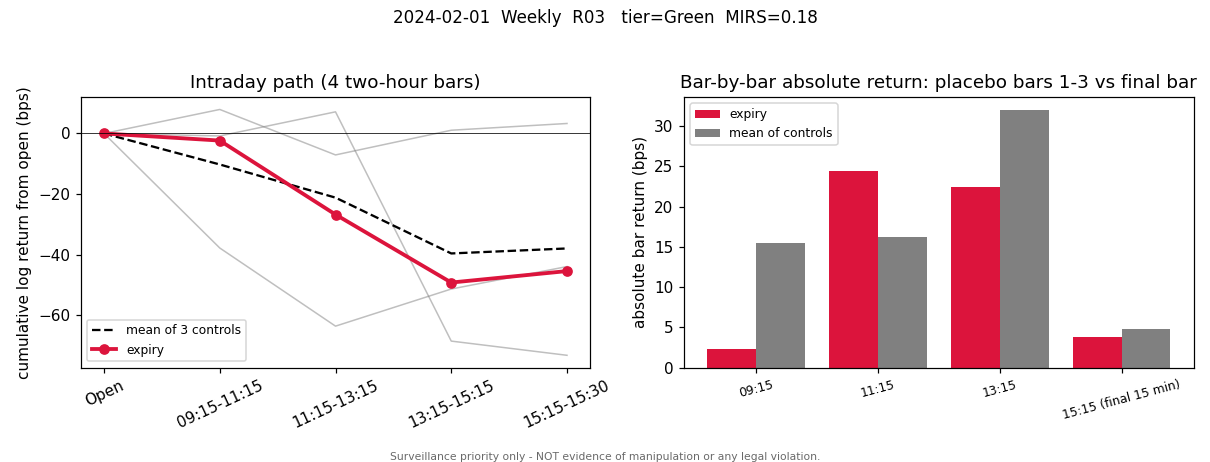 2024-02-01  Weekly  R03   tier=Green  MIRS=0.18
Intraday path (4 two-hour bars)
cumulative log return from open (bps)
0
−20
−40
−60
mean of 3 controls
expiry
Open
09:15-11:15
11:15-13:15
13:15-15:15
15:15-15:30
Bar-by-bar absolute return: placebo bars 1-3 vs final bar
absolute bar return (bps)
30
25
20
15
10
5
0
expiry
mean of controls
09:15
11:15
13:15
15:15 (final 15 min)
Surveillance priority only - NOT evidence of manipulation or any legal violation.